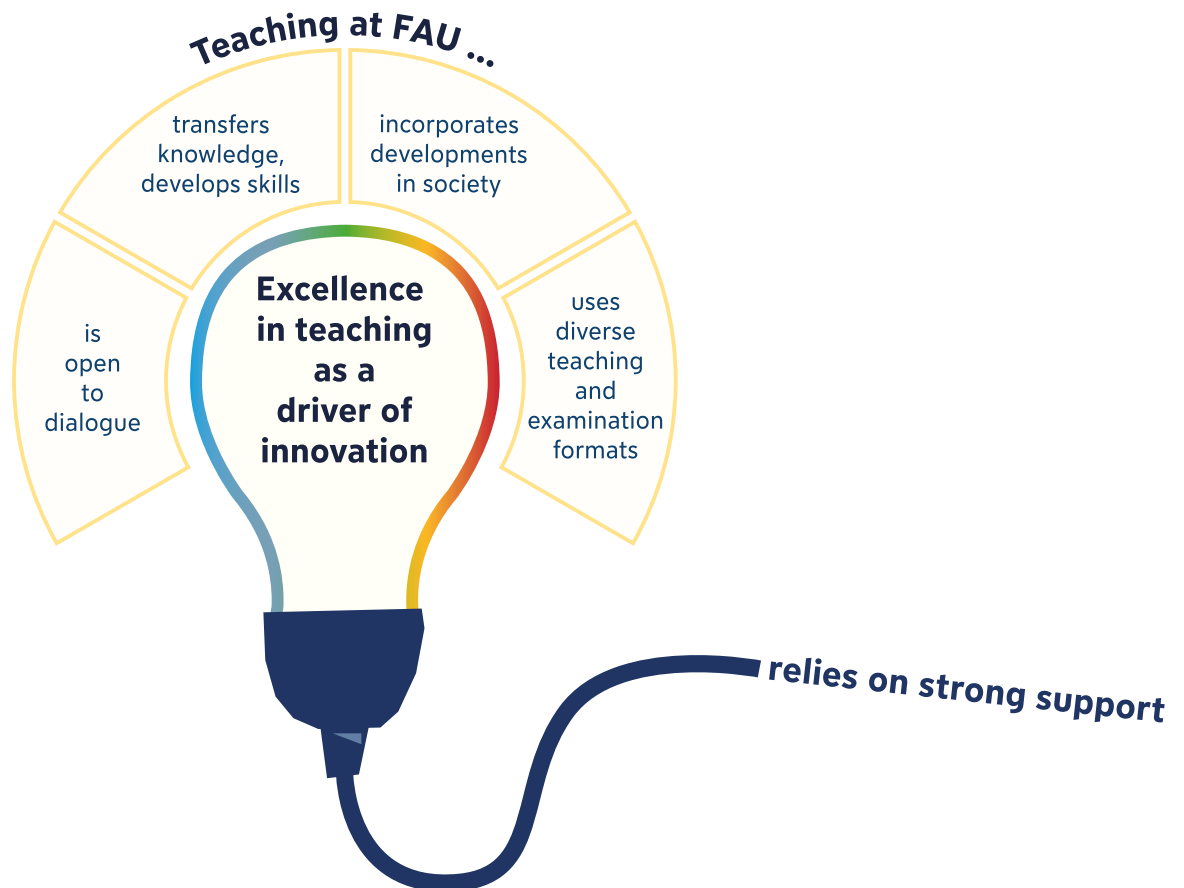 Teaching at FAU ...
is
open
to
dialogue
transfers
knowledge,
develops skills
incorporates
developments
in society
uses
diverse
teaching
and
examination
formats
Excellence
in teaching
as a
driver of
innovation
relies on strong support